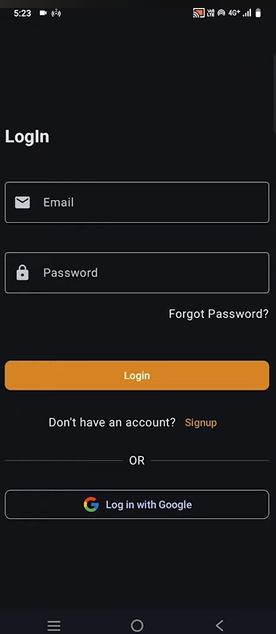 5:23 4G+
LogIn
Email
Password
Forgot Password?
Login
Don't have an account? Signup
OR
Log in with Google